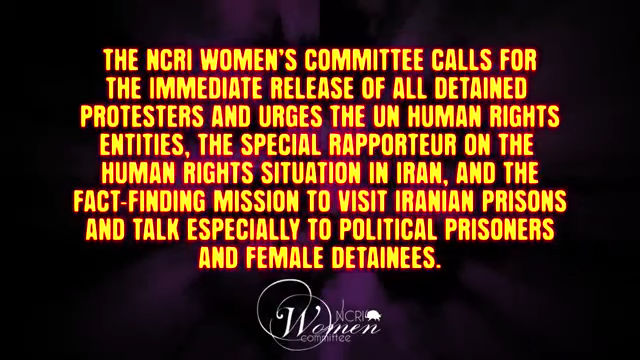 THE NCRI WOMEN'S COMMITTEE CALLS FOR
THE IMMEDIATE RELEASE OF ALL DETAINED
PROTESTERS AND URGES THE UN HUMAN RIGHTS
ENTITIES, THE SPECIAL RAPPORTEUR ON THE
HUMAN RIGHTS SITUATION IN IRAN, AND THE
FACT-FINDING MISSION TO VISIT IRANIAN PRISONS
AND TALK ESPECIALLY TO POLITICAL PRISONERS
AND FEMALE DETAINEES.
NCRI
Women
committee